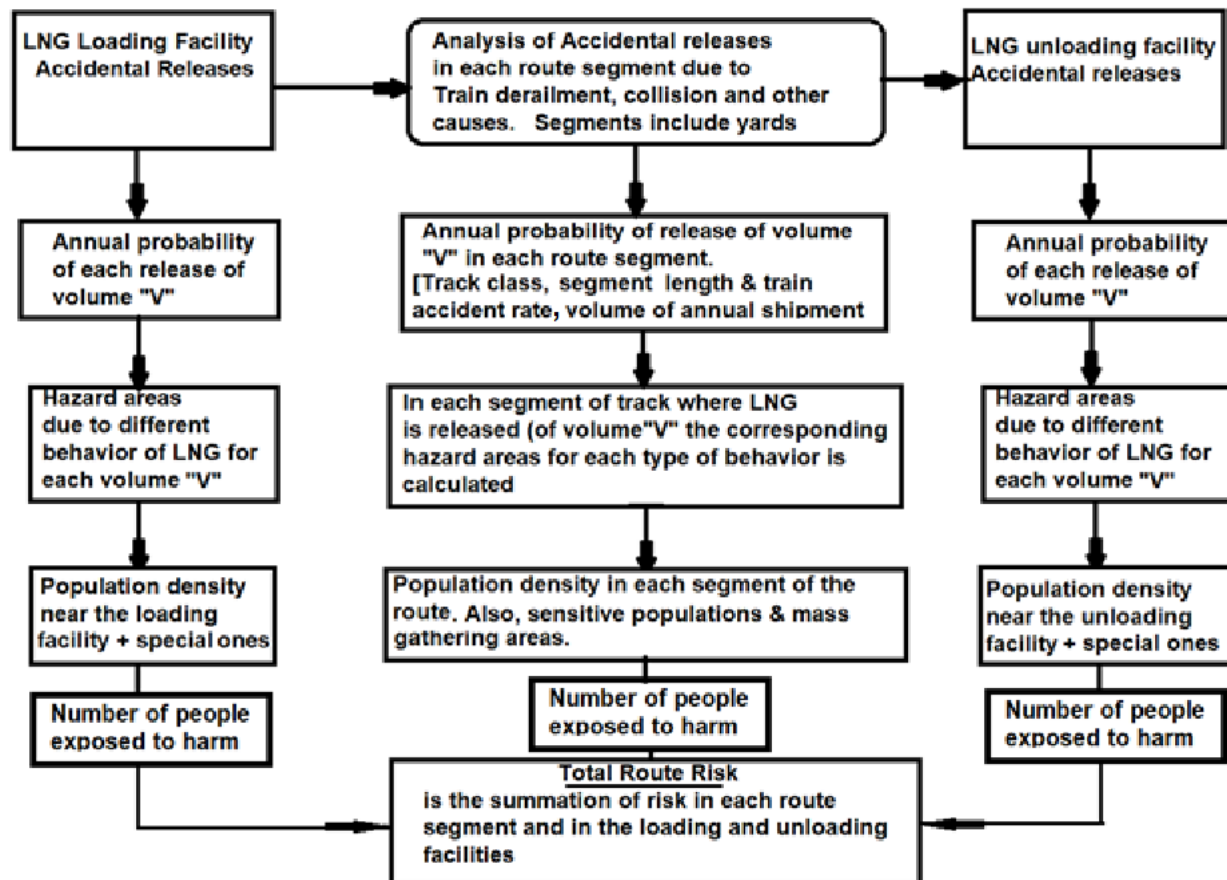 LNG Loading Facility
Accidental Releases
Analysis of Accidental releases
in each route segment due to
Train derailment, collision and other
causes. Segments include yards
LNG unloading facility
Accidental releases
Annual probability
of each release of
volume "V"
Annual probability of release of volume
"V" in each route segment.
[Track class, segment length & train
accident rate, volume of annual shipment
Annual probability
of each release of
volume "V"
Hazard areas
due to different
behavior of LNG for
each volume "V"
In each segment of track where LNG
is released (of volume"V" the corresponding
hazard areas for each type of behavior is
calculated
Hazard areas
due to different
behavior of LNG for
each volume "V"
Population density
near the loading
facility + special ones
Population density in each segment of the
route. Also, sensitive populations & mass
gathering areas.
Population density
near the unloading
facility + special ones
Number of people
exposed to harm
Number of people
exposed to harm
Number of people
exposed to harm
Total Route Risk
is the summation of risk in each route
segment and in the loading and unloading
facilities